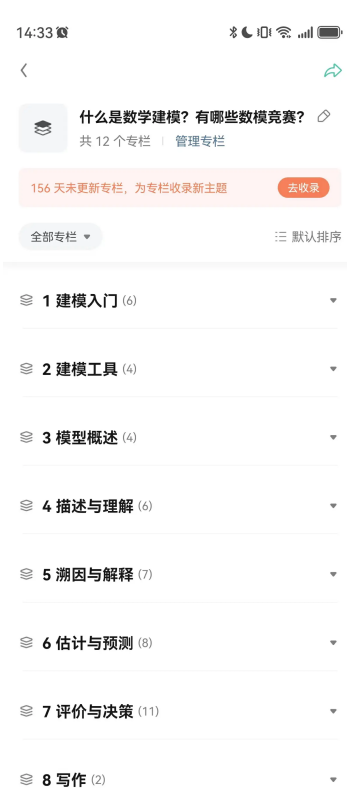 14:33
什么是数学建模？有哪些数模竞赛？
共 12 个专栏 | 管理专栏
156 天未更新专栏，为专栏收录新主题 去收录
全部专栏 默认排序
1 建模入门 (6)
2 建模工具 (4)
3 模型概述 (4)
4 描述与理解 (6)
5 溯因与解释 (7)
6 估计与预测 (8)
7 评价与决策 (11)
8 写作 (2)